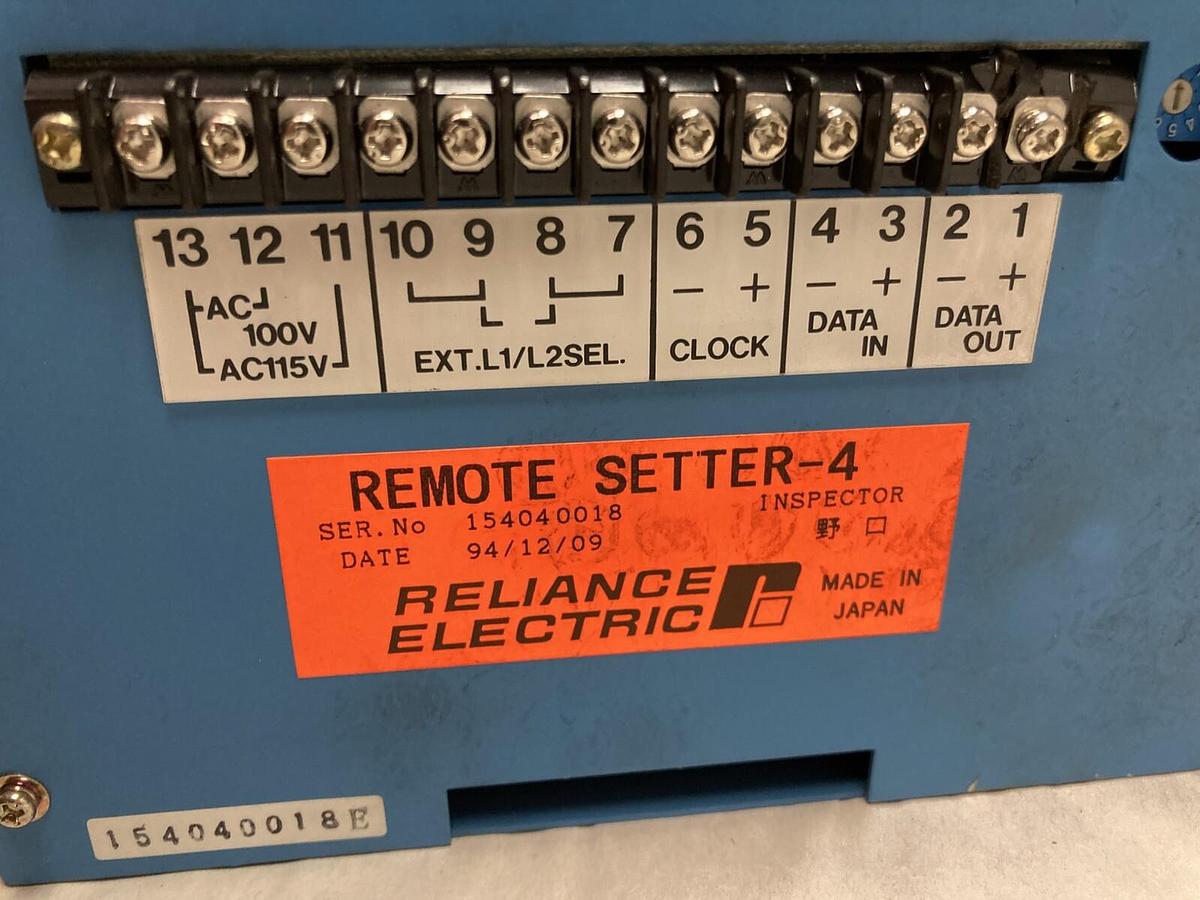 13 12 11 10 9 8 7 6 5 4 3 2 1
− + − + − +
AC
100V
AC115V
EXT.L1/L2SEL.
CLOCK
DATA
IN
DATA
OUT
REMOTE SETTER-4
SER.No 154040018
DATE 94/12/09
INSPECTOR
野口
RELIANCE
ELECTRIC
MADE IN
JAPAN
154040018E